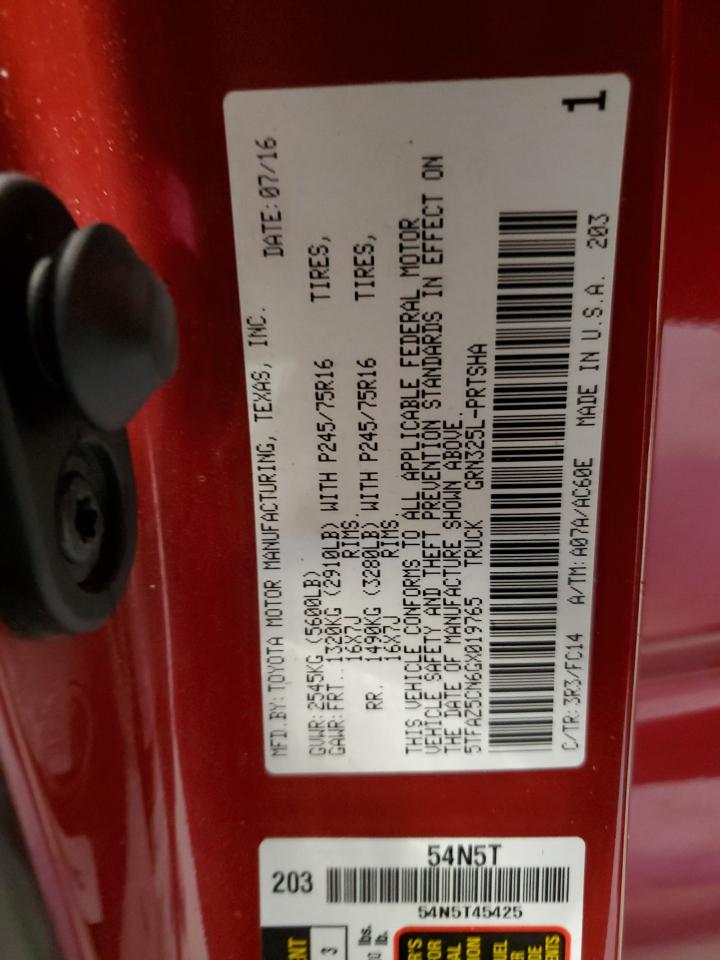 MFD.BY:TOYOTA MOTOR MANUFACTURING, TEXAS, INC. DATE:07/16
GVWR:2545KG (5600LB)
GAWR:FRT. 1320KG (2910LB) WITH P245/75R16 TIRES,
16X7J RIMS.
RR. 1490KG (3280LB) WITH P245/75R16 TIRES,
16X7J RIMS.
THIS VEHICLE CONFORMS TO ALL APPLICABLE FEDERAL MOTOR
VEHICLE SAFETY AND THEFT PREVENTION STANDARDS IN EFFECT ON
THE DATE OF MANUFACTURE SHOWN ABOVE.
5TFAZ5CN6GX019765 TRUCK GRN325L-PRTSHA
C/TR:3R3/FC14 A/TM:A07A/AC60E MADE IN U.S.A. 203
1
54N5T
203
54N5T45425
3
lbs.
lb.